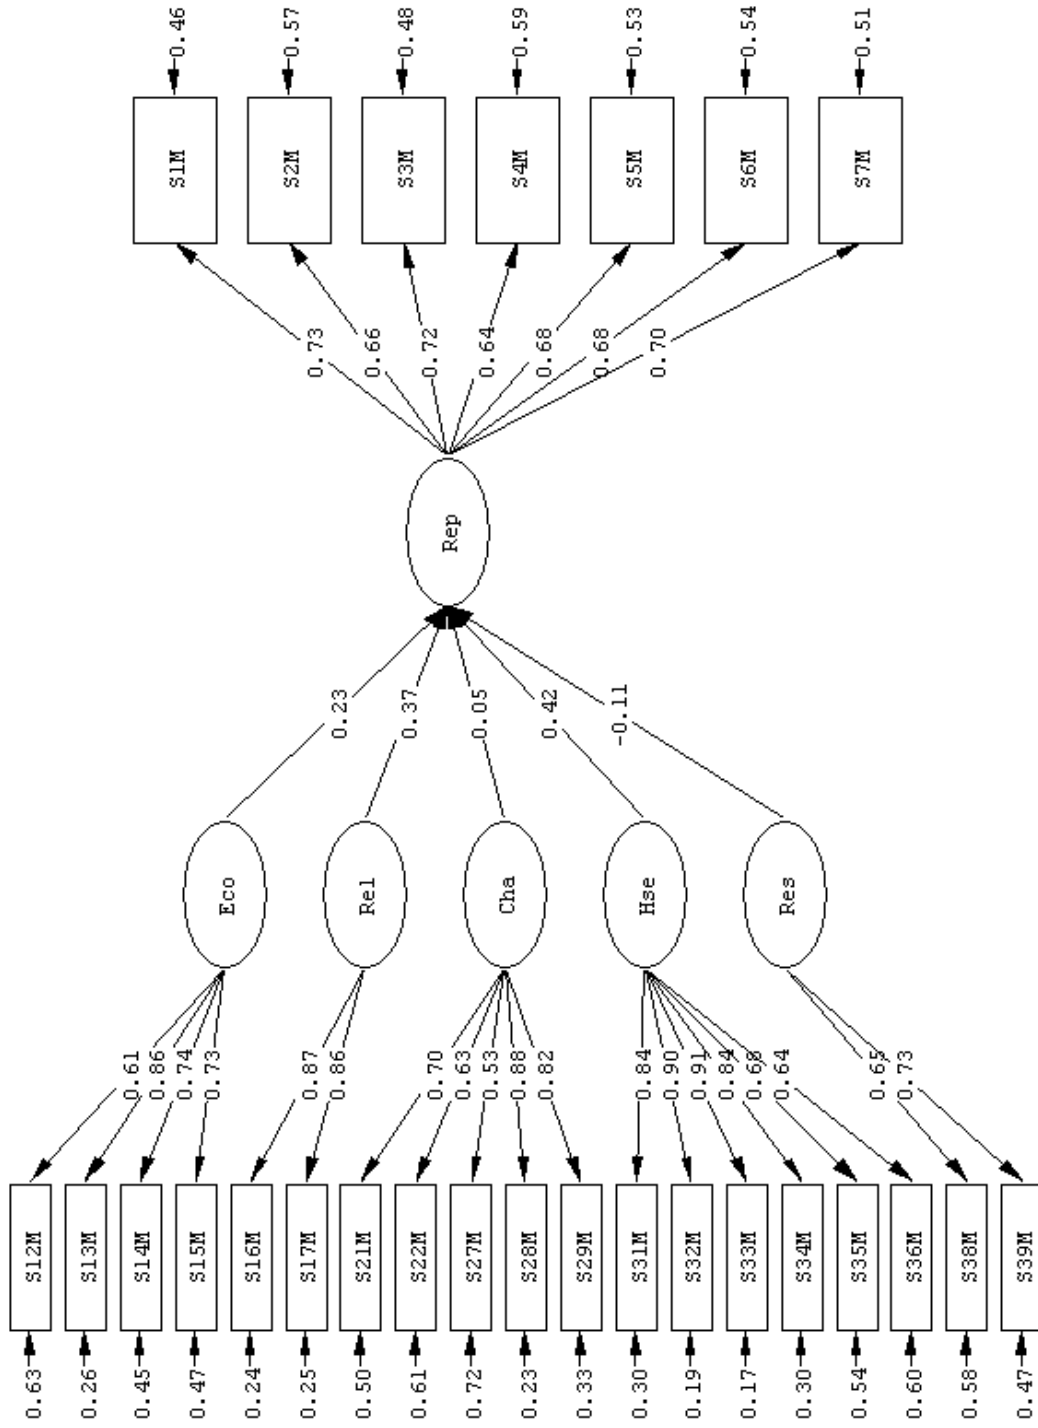 0.63 S12M
0.26 S13M
0.45 S14M
0.47 S15M
0.24 S16M
0.25 S17M
0.50 S21M
0.61 S22M
0.72 S27M
0.23 S28M
0.33 S29M
0.30 S31M
0.19 S32M
0.17 S33M
0.30 S34M
0.54 S35M
0.60 S36M
0.58 S38M
0.47 S39M
0.61
0.86
0.74
0.73
0.87
0.86
0.70
0.63
0.53
0.88
0.82
0.84
0.90
0.91
0.84
0.68
0.64
0.65
0.73
Eco
Rel
Cha
Hse
Res
0.23
0.37
0.05
0.42
-0.11
Rep
0.73
0.66
0.72
0.64
0.68
0.68
0.70
S1M 0.46
S2M 0.57
S3M 0.48
S4M 0.59
S5M 0.53
S6M 0.54
S7M 0.51